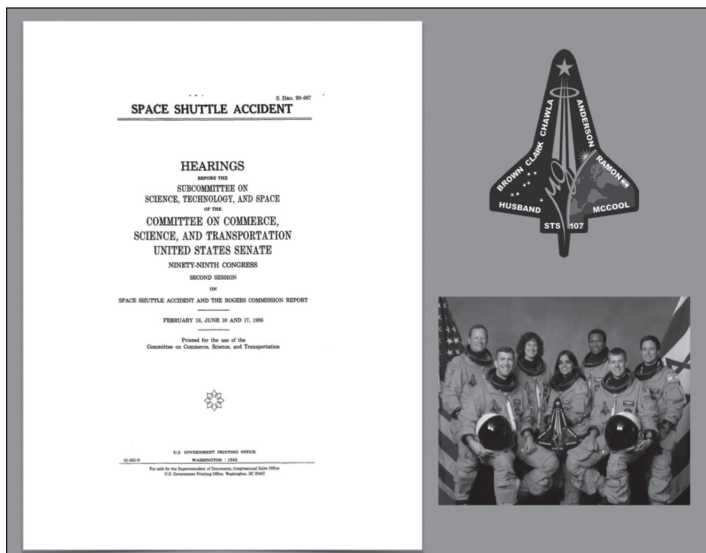 S. HRG. 99-967
SPACE SHUTTLE ACCIDENT
HEARINGS
BEFORE THE
SUBCOMMITTEE ON
SCIENCE, TECHNOLOGY, AND SPACE
OF THE
COMMITTEE ON COMMERCE,
SCIENCE, AND TRANSPORTATION
UNITED STATES SENATE
NINETY-NINTH CONGRESS
SECOND SESSION
ON
SPACE SHUTTLE ACCIDENT AND THE ROGERS COMMISSION REPORT
FEBRUARY 18, JUNE 10 AND 17, 1986
Printed for the use of the
Committee on Commerce, Science, and Transportation
U.S. GOVERNMENT PRINTING OFFICE
WASHINGTON : 1986
For sale by the Superintendent of Documents, Congressional Sales Office
U.S. Government Printing Office, Washington, DC 20402
HUSBAND BROWN CLARK CHAWLA ANDERSON RAMON MCCOOL
STS 107